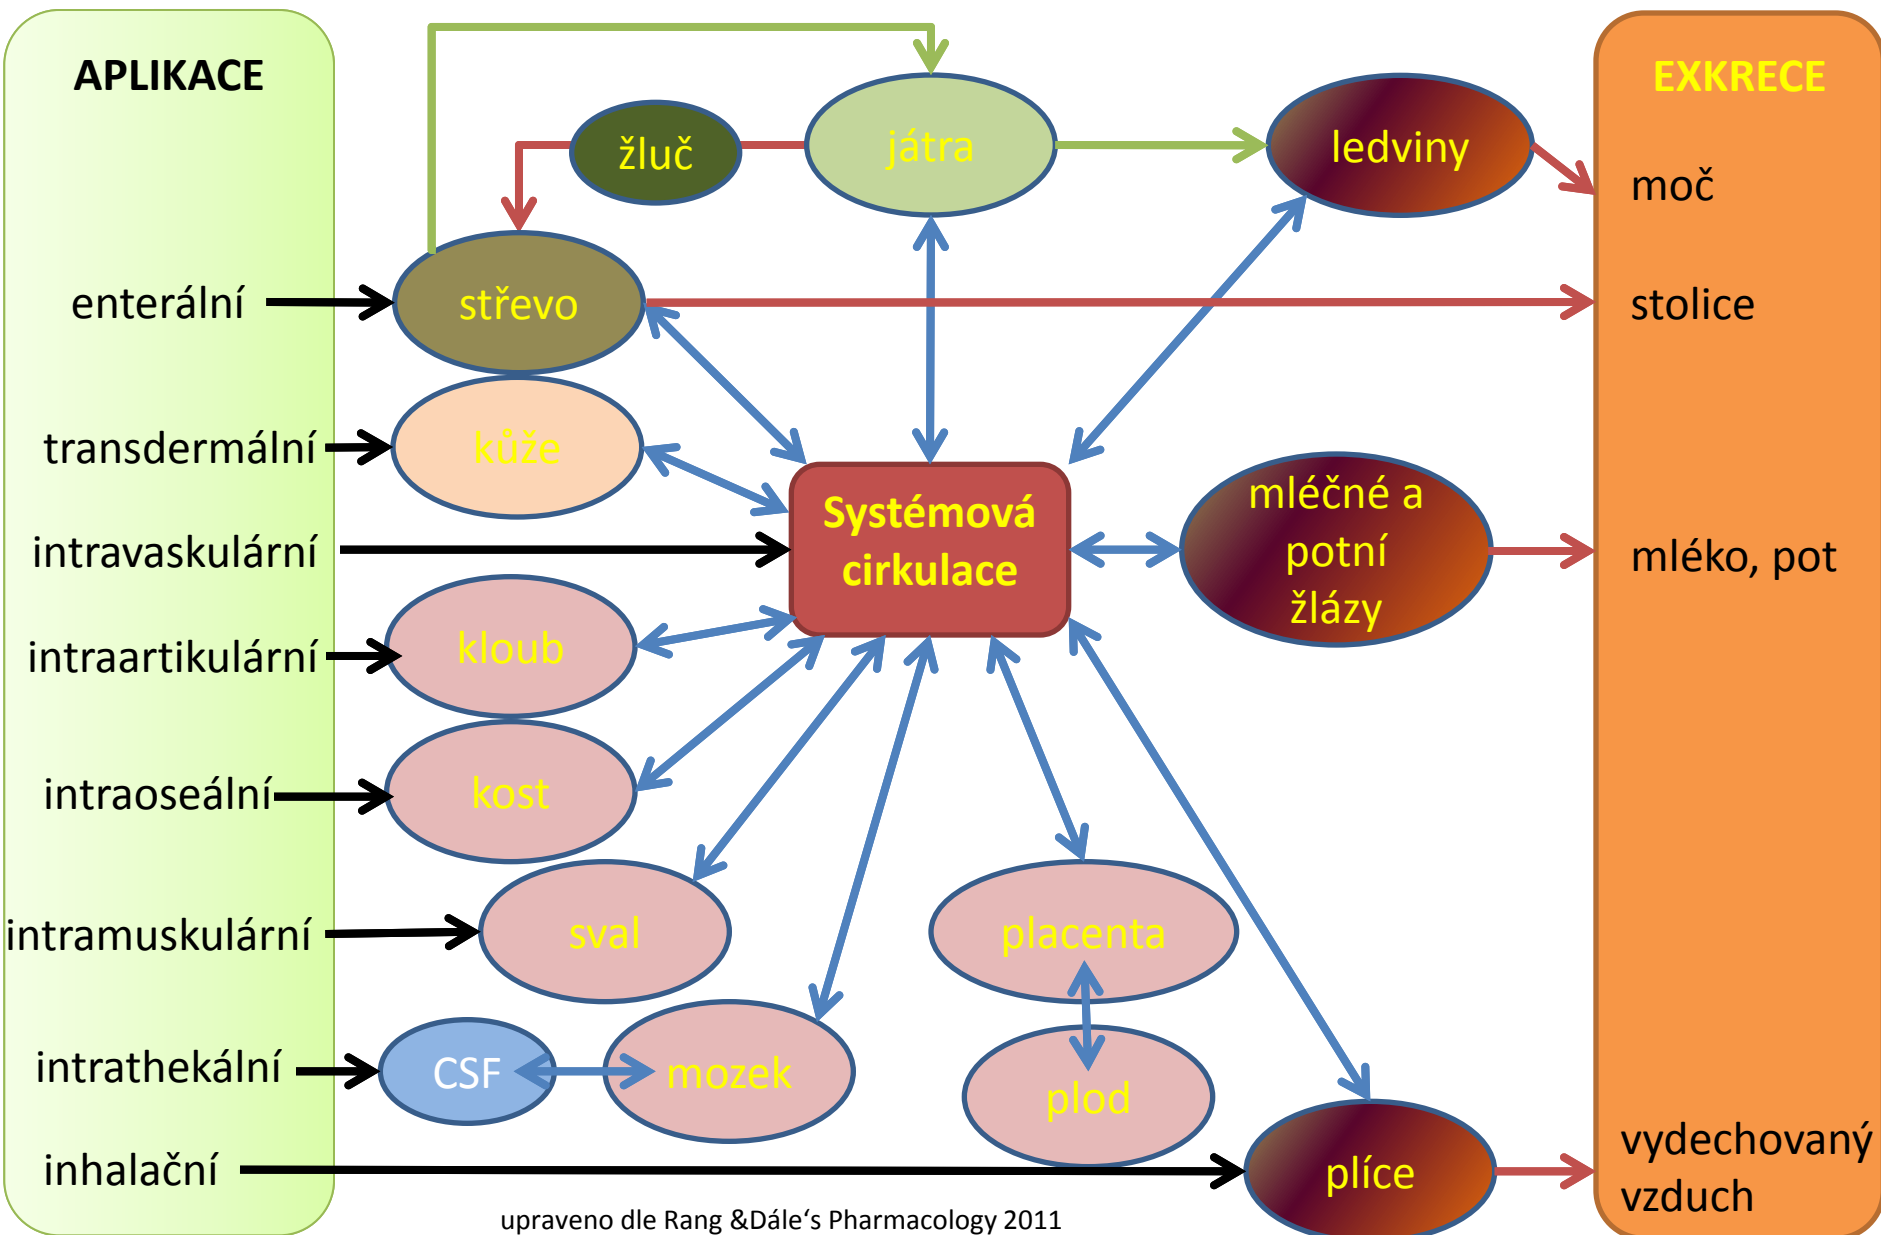 APLIKACE
EXKRECE
žluč
játra
ledviny
moč
enterální
střevo
stolice
transdermální
kůže
Systémová
cirkulace
mléčné a
potní
žlázy
intravaskulární
mléko, pot
intraartikulární
kloub
intraoseální
kost
intramuskulární
sval
placenta
intrathekální
CSF
mozek
plod
inhalační
plíce
vydechovaný
vzduch
upraveno dle Rang &Dále‘s Pharmacology 2011